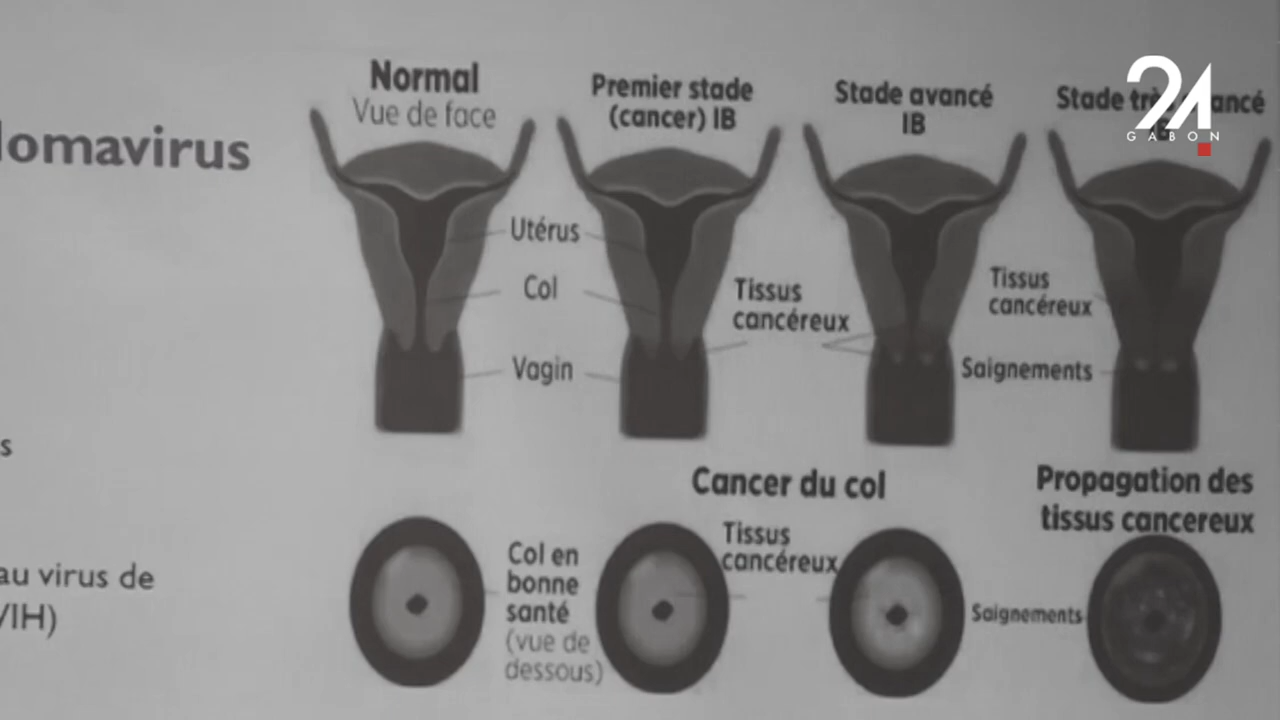 24
GABON
lomavirus
s
au virus de
VIH)
Normal
Vue de face
Premier stade
(cancer) IB
Stade avancé
IB
Stade
Utérus
Col
Vagin
Tissus
cancéreux
Tissus
cancéreux
Saignements
Cancer du col
Propagation des
tissus cancereux
Col en
bonne
santé
(vue de
dessous)
Tissus
cancéreux
Saignements